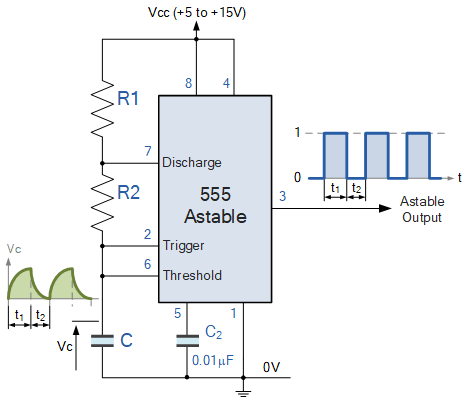 Vcc (+5 to +15V)
8
4
R1
7
Discharge
1
0
t
t₁
t₂
R2
555
Astable
3
Astable
Output
2
Trigger
Vc
6
Threshold
t₁
t₂
5
1
Vc
C
C₂
0.01µF
0V